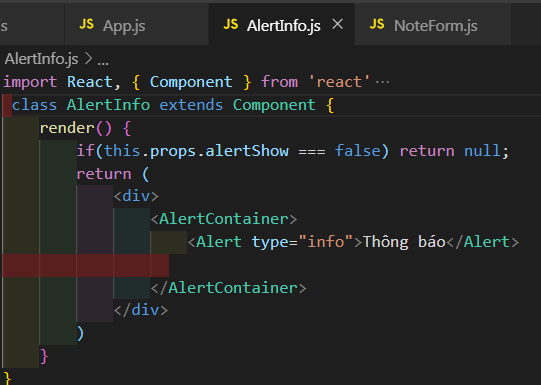 s
JS App.js
JS AlertInfo.js ×
JS NoteForm.js
AlertInfo.js > ...
import React, { Component } from 'react' ···
class AlertInfo extends Component {
render() {
if(this.props.alertShow === false) return null;
return (
<div>
<AlertContainer>
<Alert type="info">Thông báo</Alert>
</AlertContainer>
</div>
)
}
}